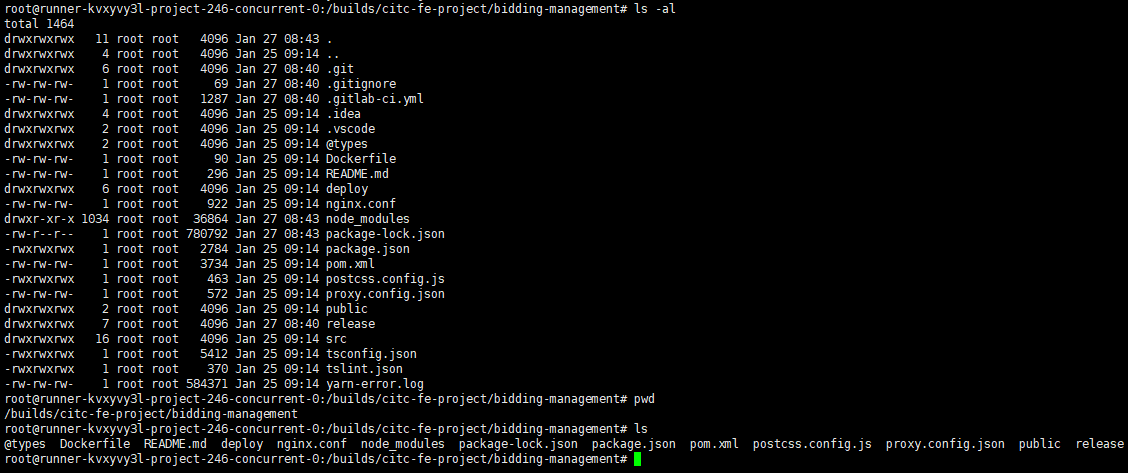 root@runner-kvxyvy3l-project-246-concurrent-0:/builds/citc-fe-project/bidding-management# ls -al
total 1464
drwxrwxrwx   11 root root   4096 Jan 27 08:43 .
drwxrwxrwx    4 root root   4096 Jan 25 09:14 ..
drwxrwxrwx    6 root root   4096 Jan 27 08:40 .git
-rw-rw-rw-    1 root root     69 Jan 27 08:40 .gitignore
-rw-rw-rw-    1 root root   1287 Jan 27 08:40 .gitlab-ci.yml
drwxrwxrwx    4 root root   4096 Jan 25 09:14 .idea
drwxrwxrwx    2 root root   4096 Jan 25 09:14 .vscode
drwxrwxrwx    2 root root   4096 Jan 25 09:14 @types
-rw-rw-rw-    1 root root     90 Jan 25 09:14 Dockerfile
-rw-rw-rw-    1 root root    296 Jan 25 09:14 README.md
drwxrwxrwx    6 root root   4096 Jan 25 09:14 deploy
-rw-rw-rw-    1 root root    922 Jan 25 09:14 nginx.conf
drwxr-xr-x 1034 root root  36864 Jan 27 08:43 node_modules
-rw-r--r--    1 root root 780792 Jan 27 08:43 package-lock.json
-rwxrwxrwx    1 root root   2784 Jan 25 09:14 package.json
-rw-rw-rw-    1 root root   3734 Jan 25 09:14 pom.xml
-rwxrwxrwx    1 root root    463 Jan 25 09:14 postcss.config.js
-rw-rw-rw-    1 root root    572 Jan 25 09:14 proxy.config.json
drwxrwxrwx    2 root root   4096 Jan 25 09:14 public
drwxrwxrwx    7 root root   4096 Jan 27 08:40 release
drwxrwxrwx   16 root root   4096 Jan 25 09:14 src
-rwxrwxrwx    1 root root   5412 Jan 25 09:14 tsconfig.json
-rwxrwxrwx    1 root root    370 Jan 25 09:14 tslint.json
-rw-rw-rw-    1 root root 584371 Jan 25 09:14 yarn-error.log
root@runner-kvxyvy3l-project-246-concurrent-0:/builds/citc-fe-project/bidding-management# pwd
/builds/citc-fe-project/bidding-management
root@runner-kvxyvy3l-project-246-concurrent-0:/builds/citc-fe-project/bidding-management# ls
@types  Dockerfile  README.md  deploy  nginx.conf  node_modules  package-lock.json  package.json  pom.xml  postcss.config.js  proxy.config.json  public  release
root@runner-kvxyvy3l-project-246-concurrent-0:/builds/citc-fe-project/bidding-management#